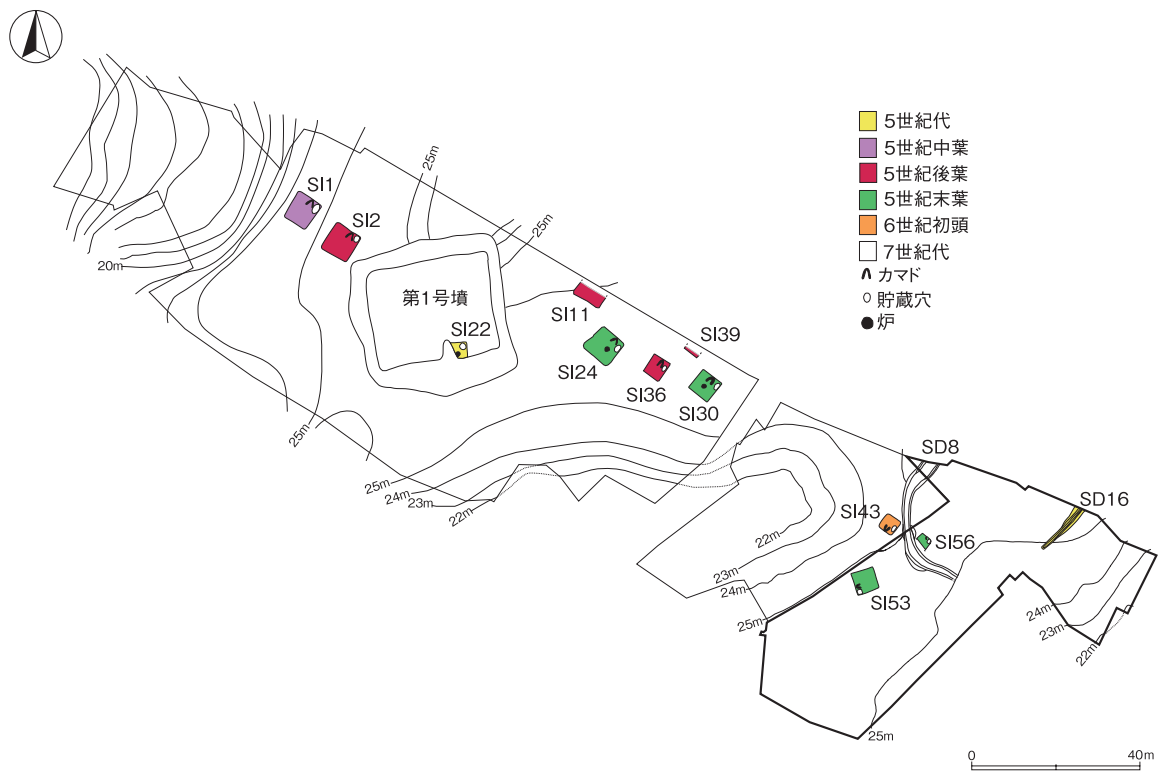 5世紀代
5世紀中葉
5世紀後葉
5世紀末葉
6世紀初頭
7世紀代
カマド
貯蔵穴
炉
25m
SI1
SI2
25m
20m
第1号墳
SI11
SI22
SI39
SI24
SI36
SI30
25m
SD8
25m
24m
23m
22m
SD16
SI43
22m
SI56
23m
24m
SI53
25m
24m
23m
22m
25m
0
40m